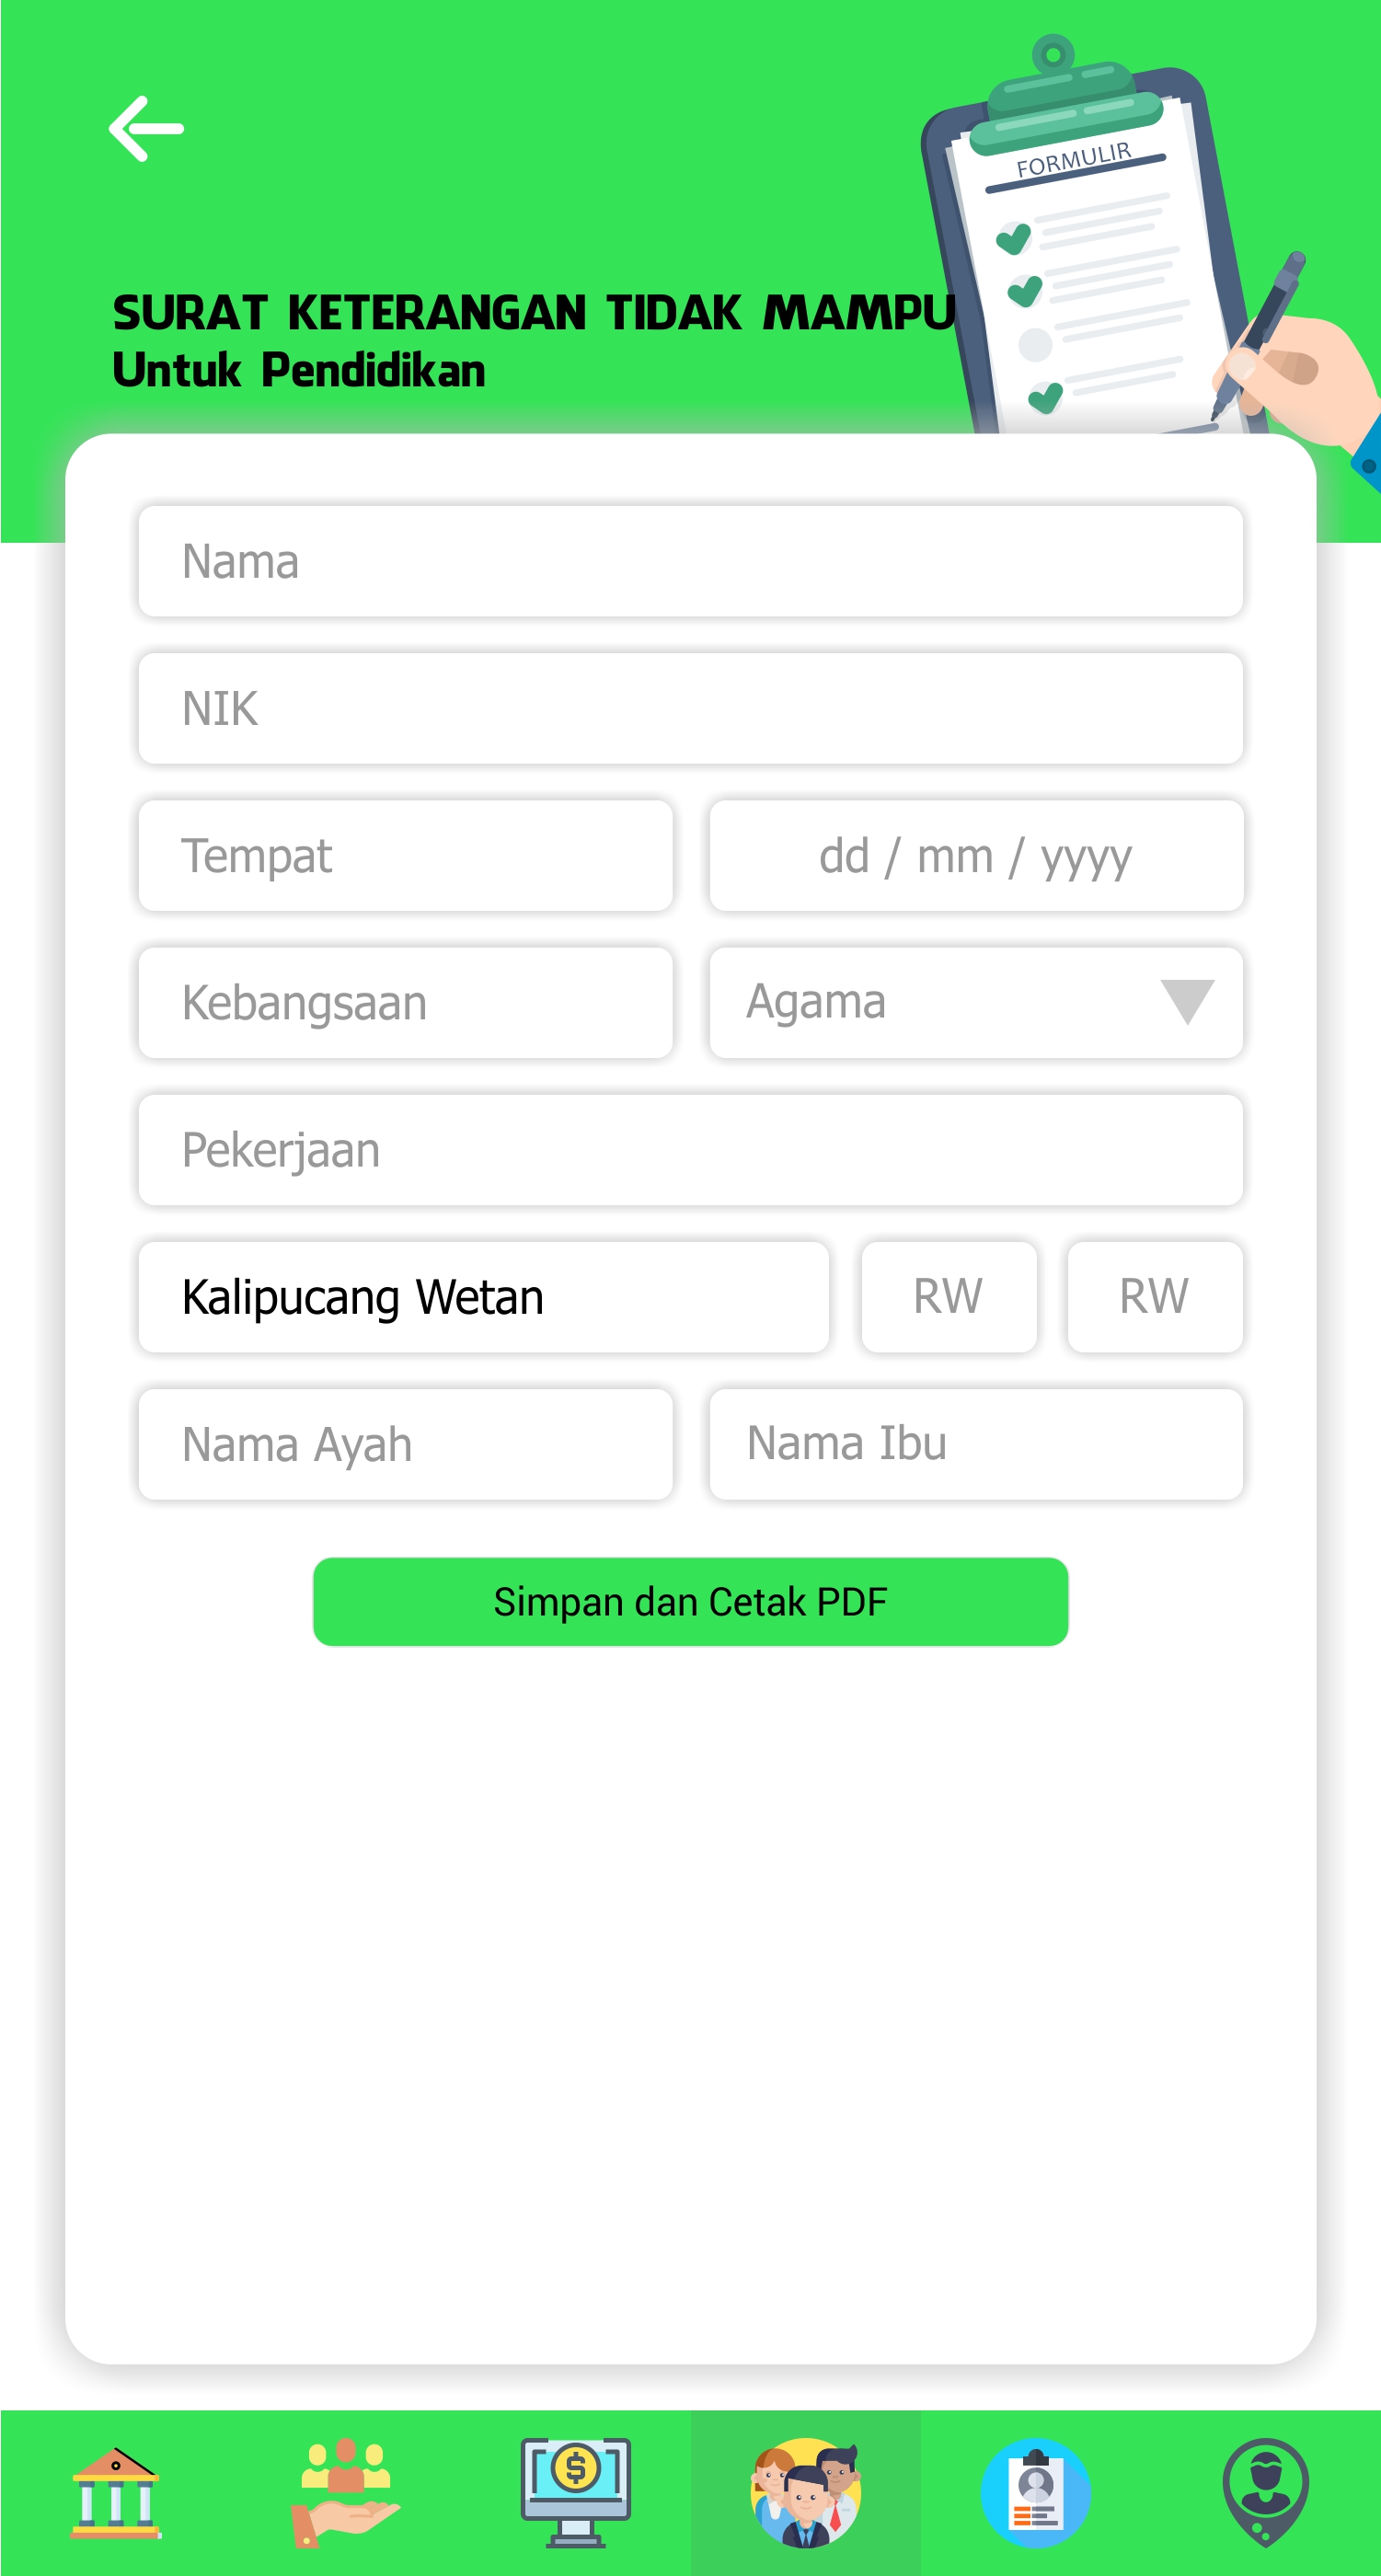 FORMULIR
SURAT KETERANGAN TIDAK MAMPU
Untuk Pendidikan
Nama
NIK
Tempat
dd / mm / yyyy
Kebangsaan
Agama
Pekerjaan
Kalipucang Wetan
RW
RW
Nama Ayah
Nama Ibu
Simpan dan Cetak PDF
$